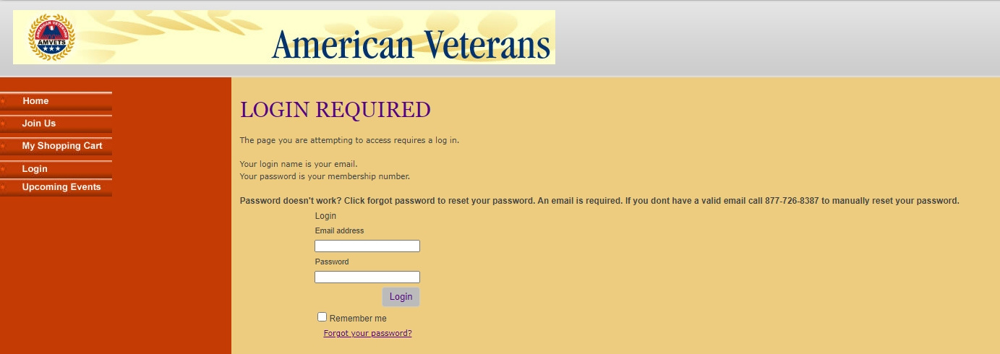 AMERICAN VETERANS
AMVETS
American Veterans
Home
Join Us
My Shopping Cart
Login
Upcoming Events
LOGIN REQUIRED
The page you are attempting to access requires a log in.
Your login name is your email.
Your password is your membership number.
Password doesn't work? Click forgot password to reset your password. An email is required. If you dont have a valid email call 877-726-8387 to manually reset your password.
Login
Email address
Password
Login
Remember me
Forgot your password?